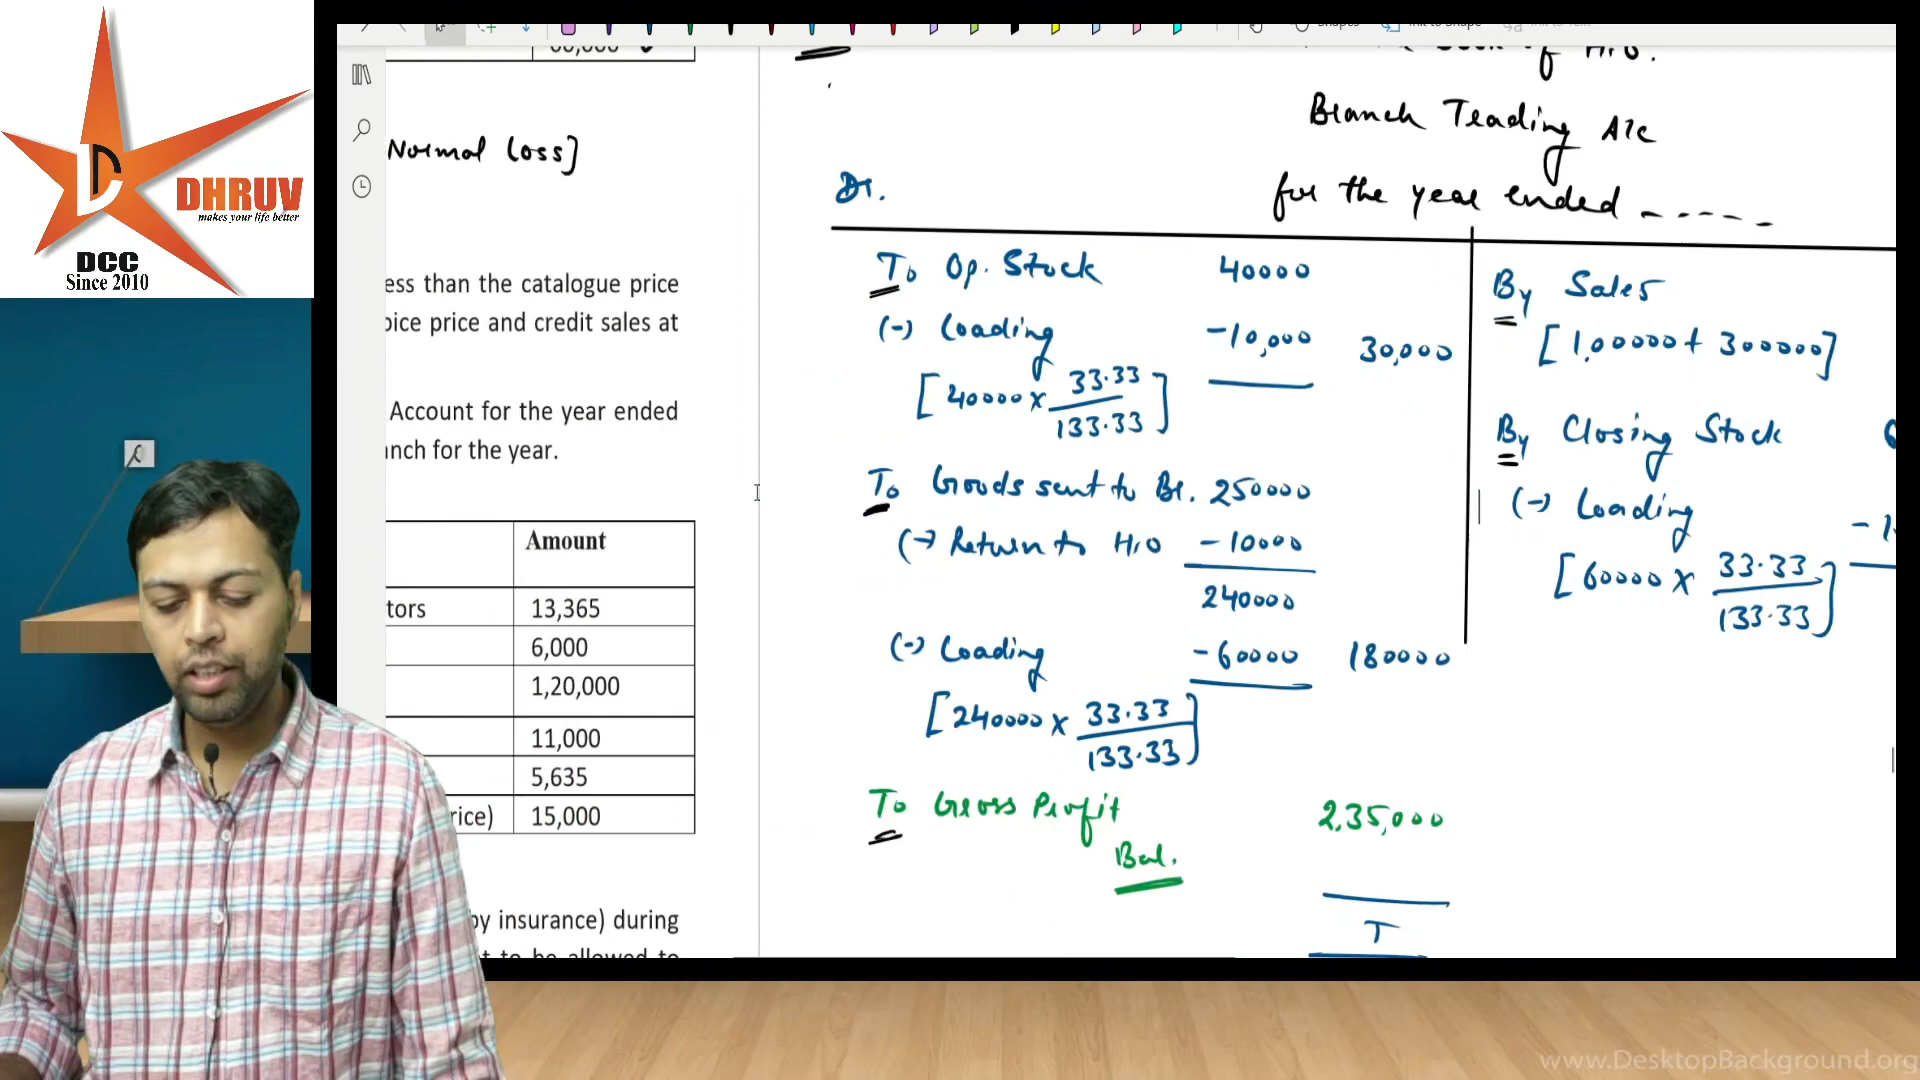 DHRUV
makes your life better
DCC
Since 2010
Normal Loss]
ess than the catalogue price
oice price and credit sales at
Account for the year ended
anch for the year.
Amount
tors 13,365
6,000
1,20,000
11,000
5,635
rice) 15,000
by insurance) during
Book of H.O.
Branch Trading A/c
for the year ended -----
Dr.
To Op. Stock 40000
(-) Loading -10,000 30,000
[40000 x 33.33
133.33]
To Goods sent to Br. 250000
(-) Return to H.O -10000
240000
(-) Loading -60000 180000
[240000 x 33.33
133.33]
To Gross Profit 2,35,000
Bal.
T
By Sales
[1,00000 + 300000]
By Closing Stock 6
(-) Loading -1
[60000 x 33.33
133.33]
www.DesktopBackground.org